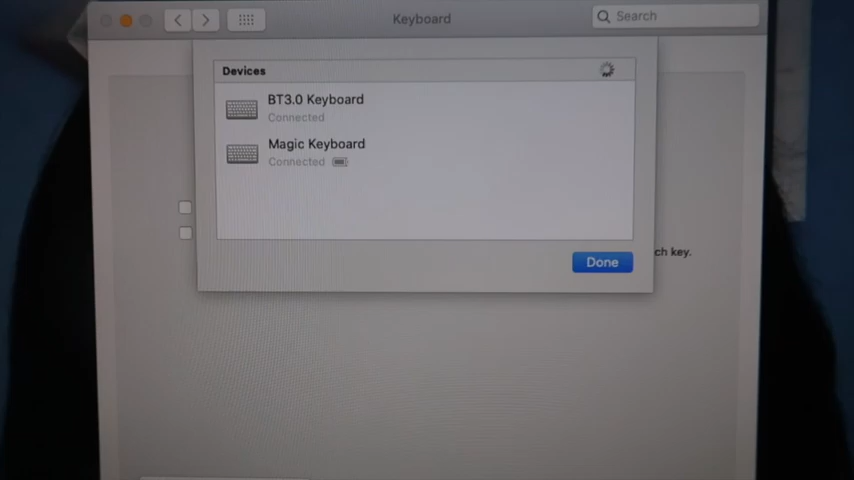 Keyboard
Search
Devices
BT3.0 Keyboard
Connected
Magic Keyboard
Connected
ch key.
Done